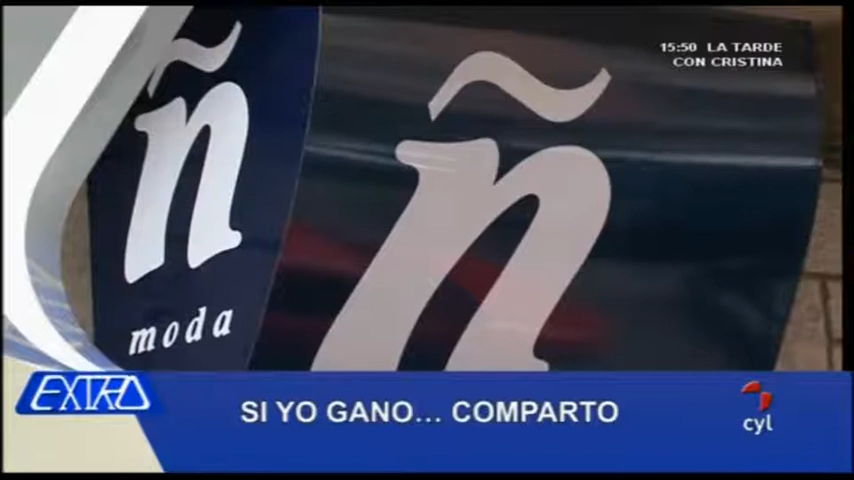 15:50 LA TARDE
CON CRISTINA
ñ
ñ
moda
EXTRA
SI YO GANO... COMPARTO
cyl